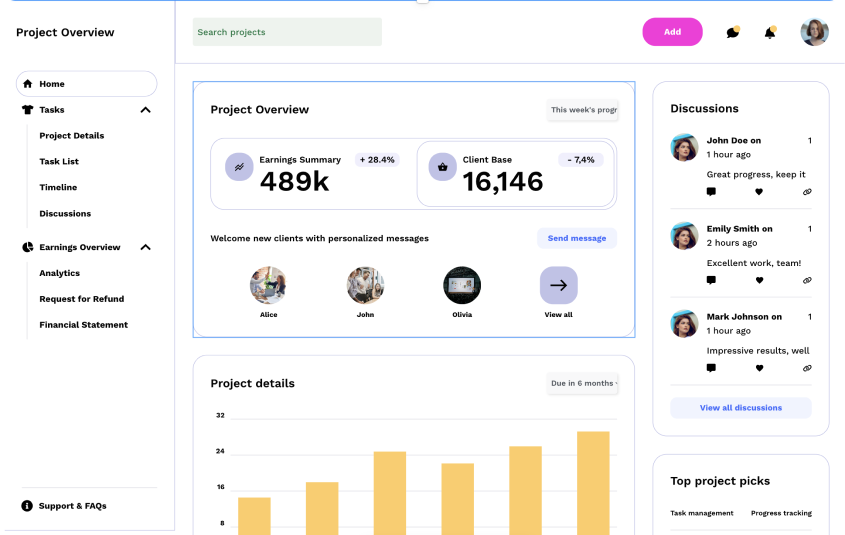 Project Overview
Search projects
Add
Home
Tasks
Project Details
Task List
Timeline
Discussions
Earnings Overview
Analytics
Request for Refund
Financial Statement
Support & FAQs
Project Overview
This week's progr
Earnings Summary
+ 28.4%
489k
Client Base
- 7,4%
16,146
Welcome new clients with personalized messages
Send message
Alice
John
Olivia
View all
Project details
Due in 6 months
32
24
16
8
Discussions
John Doe on 1
1 hour ago
Great progress, keep it
Emily Smith on 1
2 hours ago
Excellent work, team!
Mark Johnson on 1
1 hour ago
Impressive results, well
View all discussions
Top project picks
Task management Progress tracking